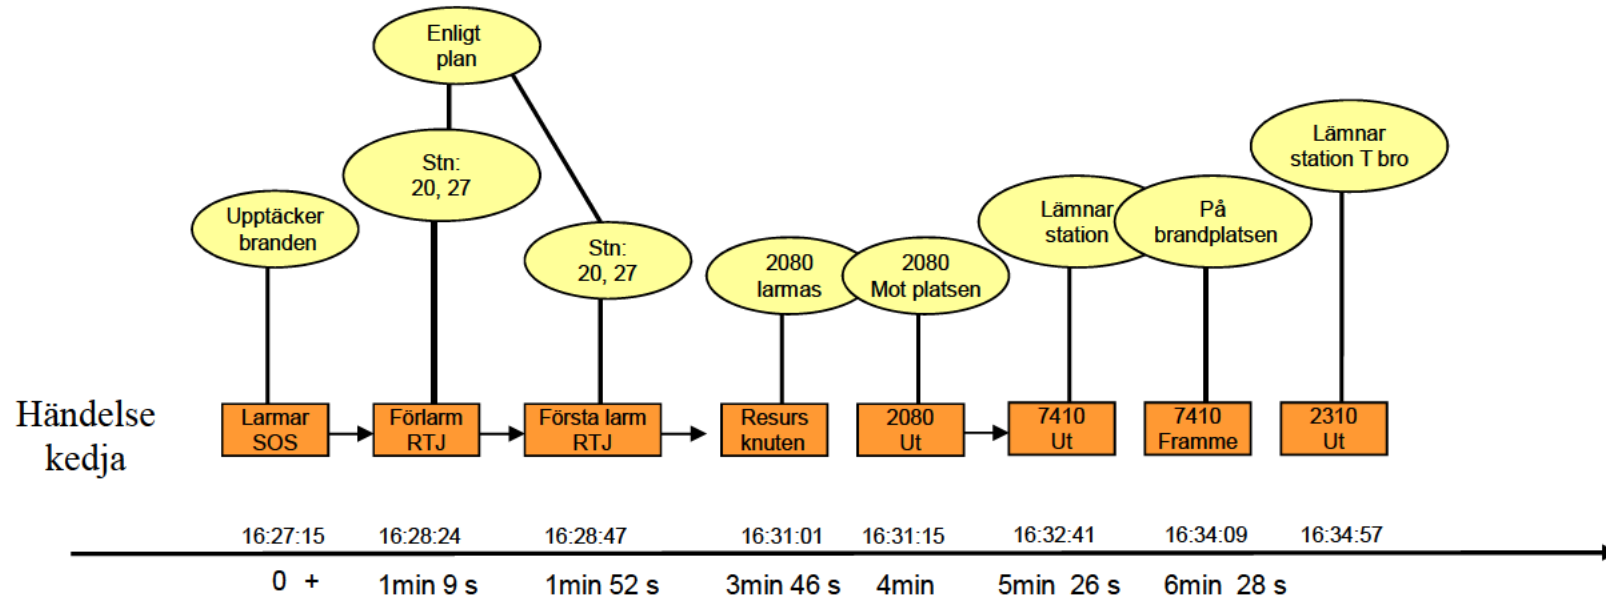 Enligt
plan
Stn:
20, 27
Upptäcker
branden
Stn:
20, 27
2080
larmas
2080
Mot platsen
Lämnar
station
På
brandplatsen
Lämnar
station T bro
Händelse
kedja
Larmar
SOS
Förlarm
RTJ
Första larm
RTJ
Resurs
knuten
2080
Ut
7410
Ut
7410
Framme
2310
Ut
16:27:15 16:28:24 16:28:47 16:31:01 16:31:15 16:32:41 16:34:09 16:34:57
0 + 1min 9 s 1min 52 s 3min 46 s 4min 5min 26 s 6min 28 s